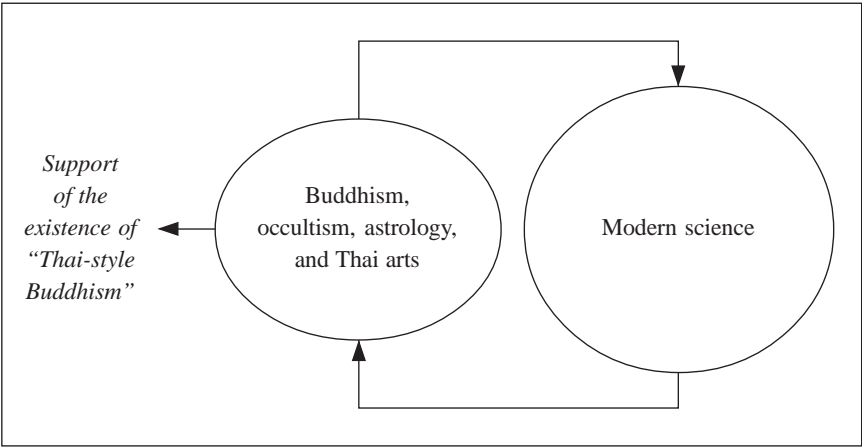 Support
of the
existence of
“Thai-style
Buddhism”
Buddhism,
occultism, astrology,
and Thai arts
Modern science